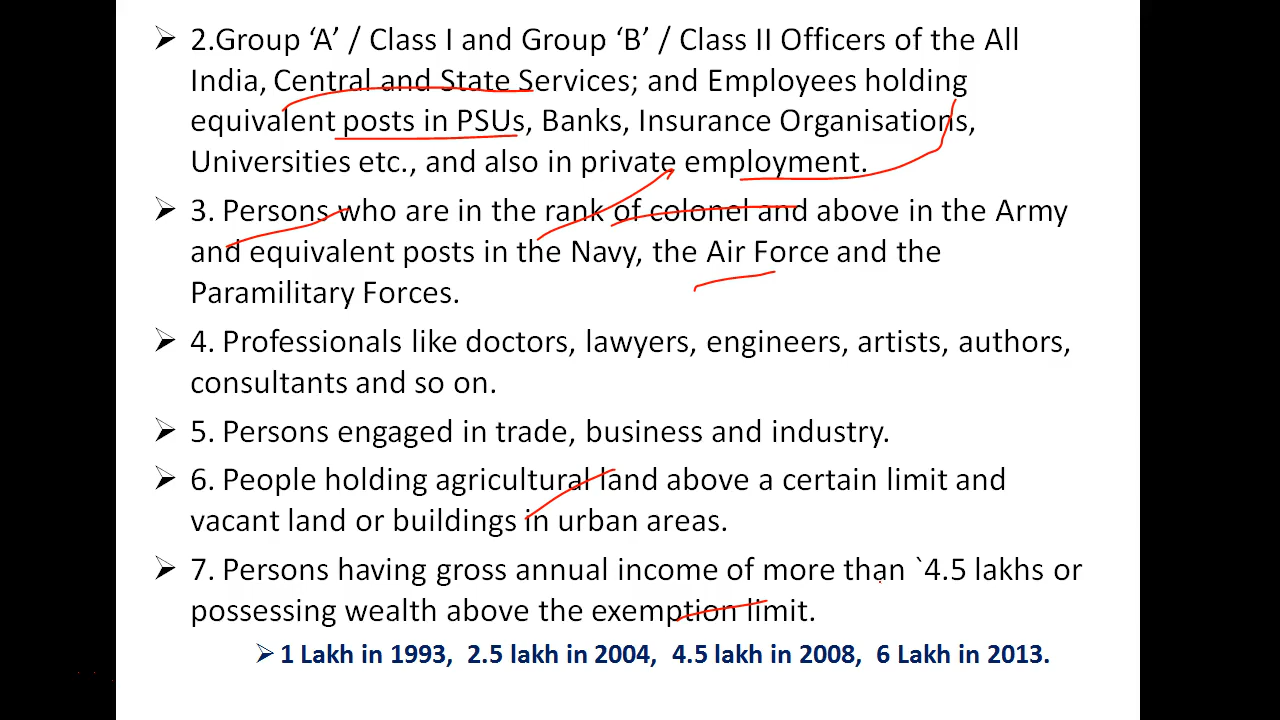 ➢ 2.Group ‘A’ / Class I and Group ‘B’ / Class II Officers of the All
India, Central and State Services; and Employees holding
equivalent posts in PSUs, Banks, Insurance Organisations,
Universities etc., and also in private employment.
➢ 3. Persons who are in the rank of colonel and above in the Army
and equivalent posts in the Navy, the Air Force and the
Paramilitary Forces.
➢ 4. Professionals like doctors, lawyers, engineers, artists, authors,
consultants and so on.
➢ 5. Persons engaged in trade, business and industry.
➢ 6. People holding agricultural land above a certain limit and
vacant land or buildings in urban areas.
➢ 7. Persons having gross annual income of more than `4.5 lakhs or
possessing wealth above the exemption limit.
➢ 1 Lakh in 1993, 2.5 lakh in 2004, 4.5 lakh in 2008, 6 Lakh in 2013.